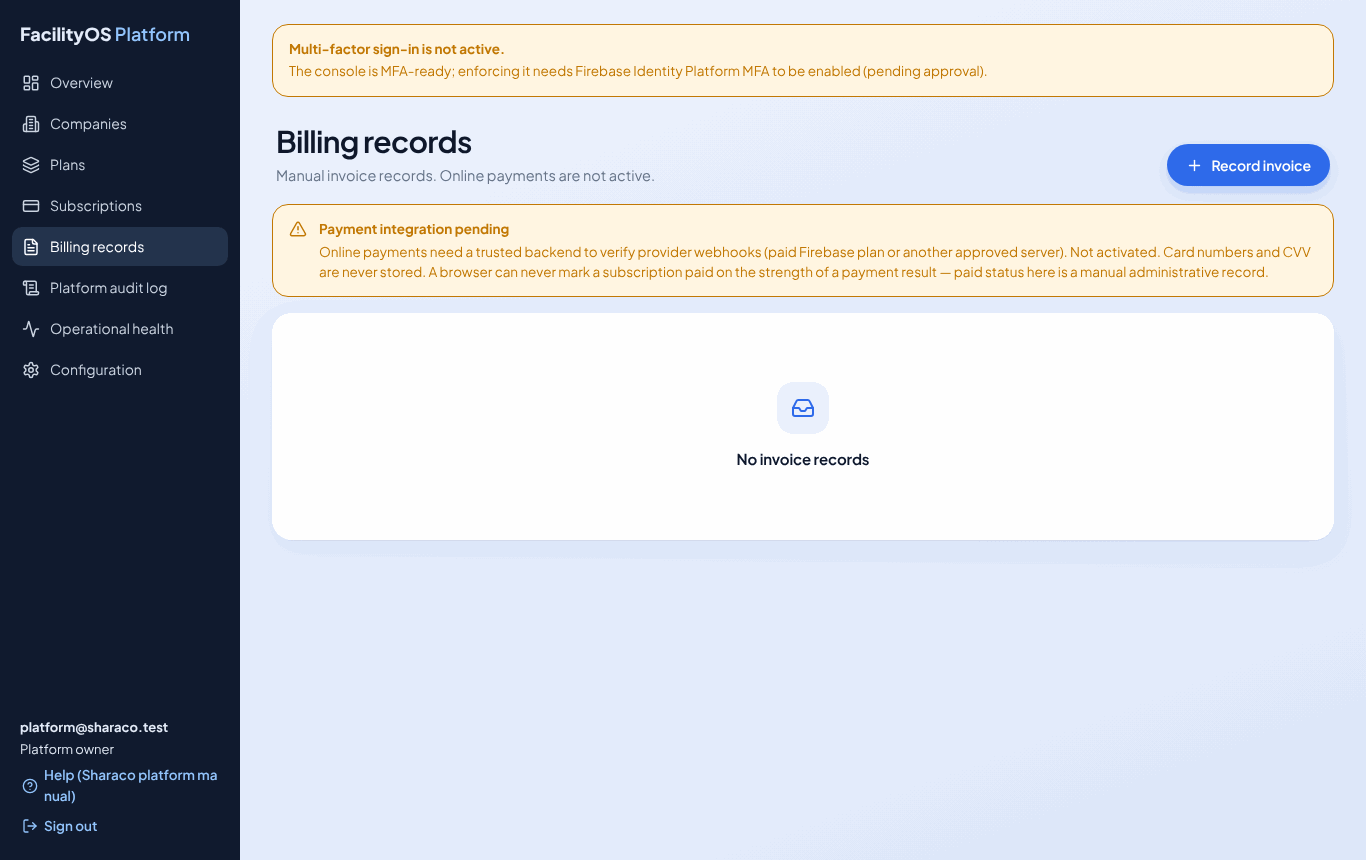 FacilityOS Platform
Overview
Companies
Plans
Subscriptions
Billing records
Platform audit log
Operational health
Configuration
platform@sharaco.test
Platform owner
Help (Sharaco platform ma
nual)
Sign out
Multi-factor sign-in is not active.
The console is MFA-ready; enforcing it needs Firebase Identity Platform MFA to be enabled (pending approval).
Billing records
Manual invoice records. Online payments are not active.
Record invoice
Payment integration pending
Online payments need a trusted backend to verify provider webhooks (paid Firebase plan or another approved server). Not activated. Card numbers and CVV
are never stored. A browser can never mark a subscription paid on the strength of a payment result — paid status here is a manual administrative record.
No invoice records